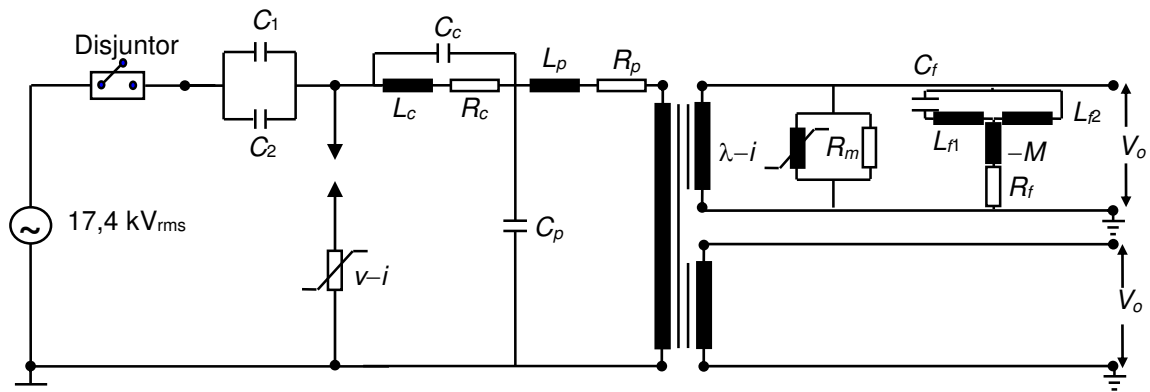 Disjuntor
C1
C2
Cc
Lc
Rc
Lp
Rp
Cp
17,4 kVrms
~
v–i
λ–i
Rm
Cf
Lf1
Lf2
–M
Rf
Vo
Vo